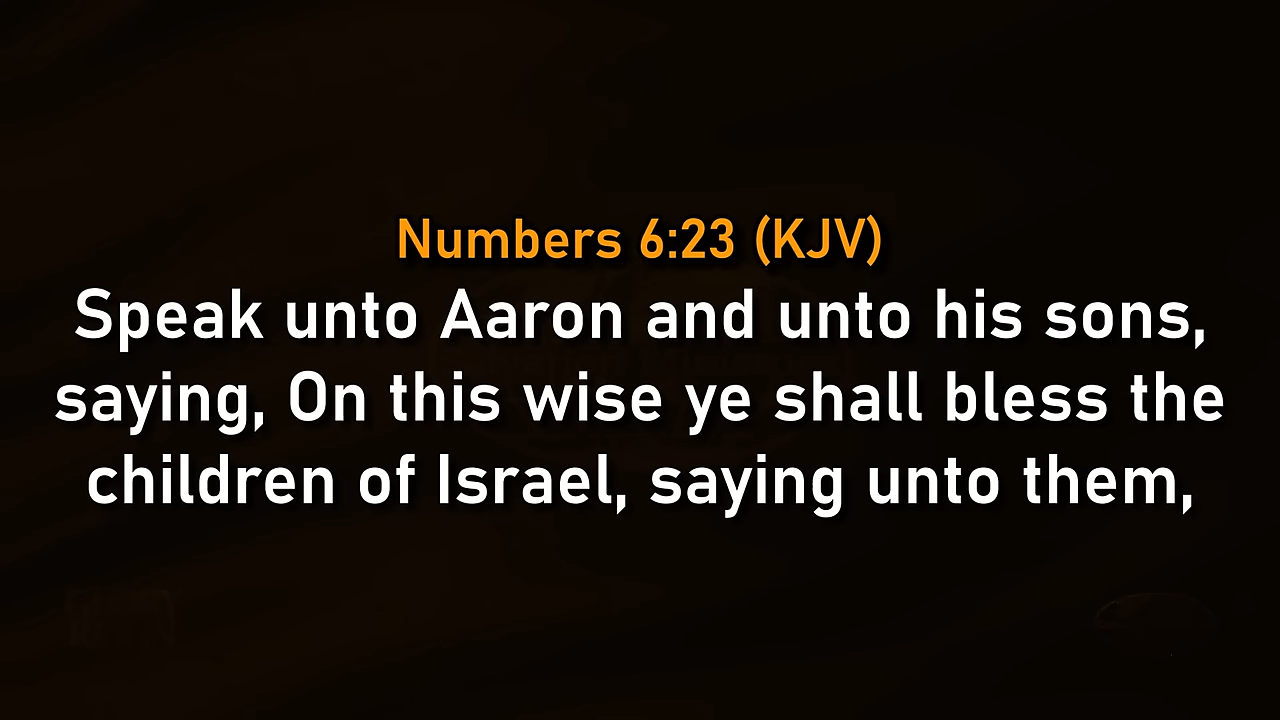 Numbers 6:23 (KJV)
Speak unto Aaron and unto his sons,
saying, On this wise ye shall bless the
children of Israel, saying unto them,